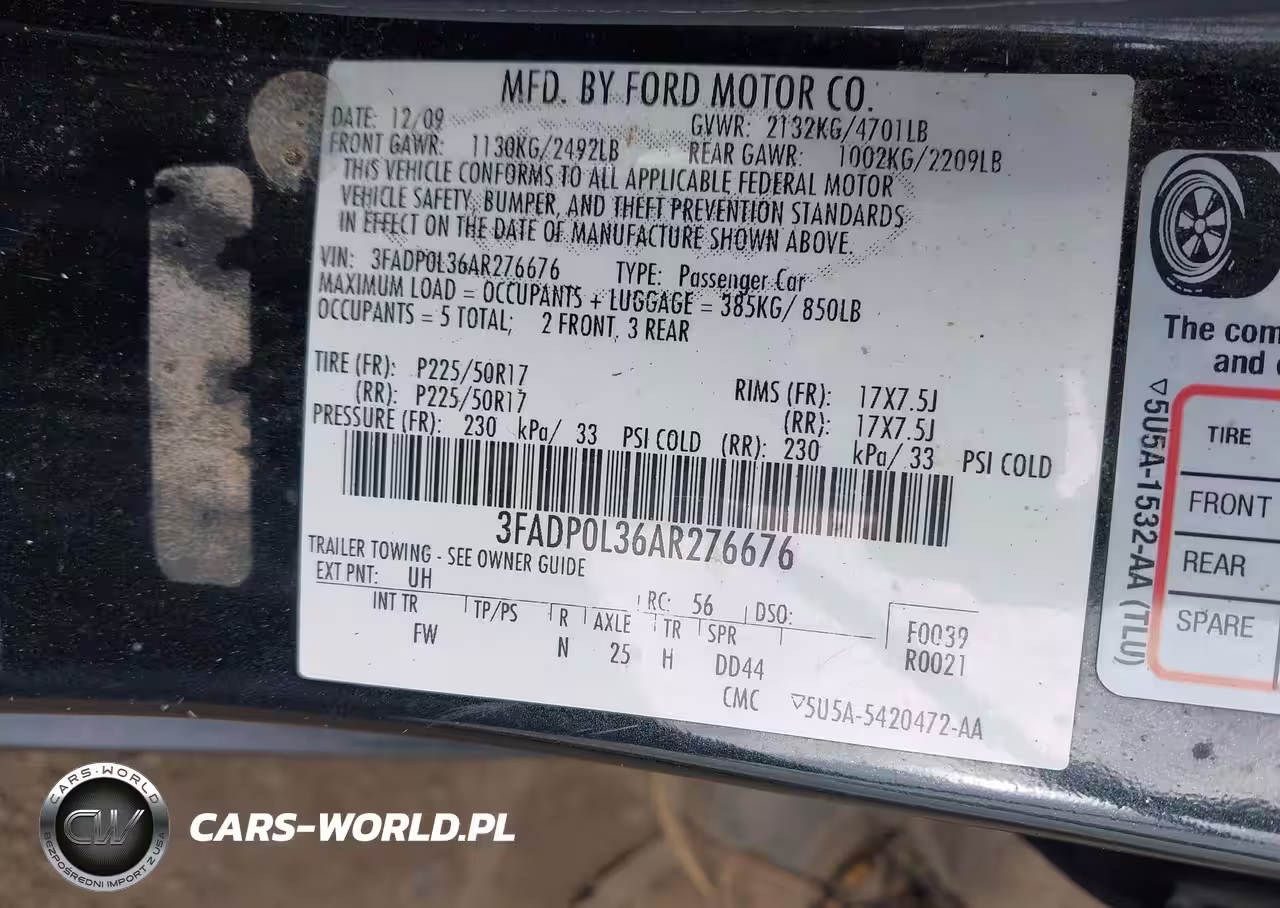 MFD. BY FORD MOTOR CO.
DATE: 12/09 GVWR: 2132KG/4701LB
FRONT GAWR: 1130KG/2492LB REAR GAWR: 1002KG/2209LB
THIS VEHICLE CONFORMS TO ALL APPLICABLE FEDERAL MOTOR
VEHICLE SAFETY, BUMPER, AND THEFT PREVENTION STANDARDS
IN EFFECT ON THE DATE OF MANUFACTURE SHOWN ABOVE.
VIN: 3FADP0L36AR276676 TYPE: Passenger Car
MAXIMUM LOAD = OCCUPANTS + LUGGAGE = 385KG/ 850LB
OCCUPANTS = 5 TOTAL; 2 FRONT, 3 REAR
TIRE (FR): P225/50R17 RIMS (FR): 17X7.5J
(RR): P225/50R17 (RR): 17X7.5J
PRESSURE (FR): 230 kPa/ 33 PSI COLD (RR): 230 kPa/ 33 PSI COLD
3FADP0L36AR276676
TRAILER TOWING - SEE OWNER GUIDE
EXT PNT: UH RC: 56 DSO:
INT TR TP/PS R AXLE TR SPR F0039
FW N 25 H DD44 R0021
CMC ▽5U5A-5420472-AA
The com
and
▽5U5A-1532-AA (TLU)
TIRE
FRONT
REAR
SPARE
CARS-WORLD
CW
BEZPOŚREDNI IMPORT Z USA
CARS-WORLD.PL